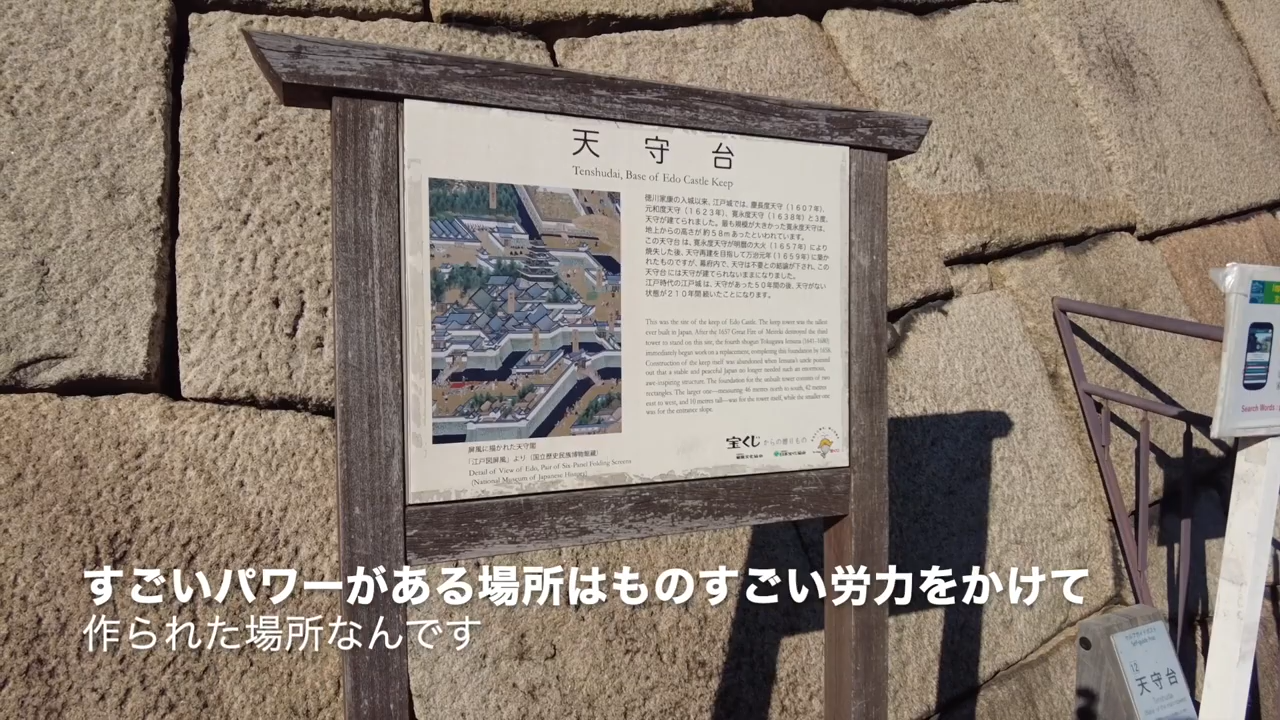 天守台
Tenshudai, Base of Edo Castle Keep
徳川家康の入城以来、江戸城では、慶長度天守（1607年）、
元和度天守（1623年）、寛永度天守（1638年）と3度、
天守が建てられました。最も規模が大きかった寛永度天守は、
地上からの高さが約58mあったといわれています。
この天守台は、寛永度天守が明暦の大火（1657年）により
焼失した後、天守再建を目指して万治元年（1659年）に築か
れたものですが、幕府内で、天守は不要との結論が下され、この
天守台には天守が建てられないままになりました。
江戸時代の江戸城は、天守があった50年間の後、天守がない
状態が210年間続いたことになります。
This was the site of the keep of Edo Castle. The keep tower was the tallest
ever built in Japan. After the 1657 Great Fire of Meireki destroyed the third
tower to stand on this site, the fourth shogun Tokugawa Ietsuna (1641-1680)
immediately began work on a replacement, completing this foundation by 1658.
Construction of the keep itself was abandoned when Ietsuna's uncle pointed
out that a stable and peaceful Japan no longer needed such an enormous,
awe-inspiring structure. The foundation for the unbuilt tower consists of two
rectangles. The larger one—measuring 46 metres north to south, 42 metres
east to west, and 10 metres tall—was for the tower itself, while the smaller one
was for the entrance slope.
屏風に描かれた天守閣
「江戸図屏風」より（国立歴史民俗博物館蔵）
Detail of View of Edo, Pair of Six-Panel Folding Screens
(National Museum of Japanese History)
宝くじ からの贈りもの
Search Words
12
天守台
すごいパワーがある場所はものすごい労力をかけて
作られた場所なんです